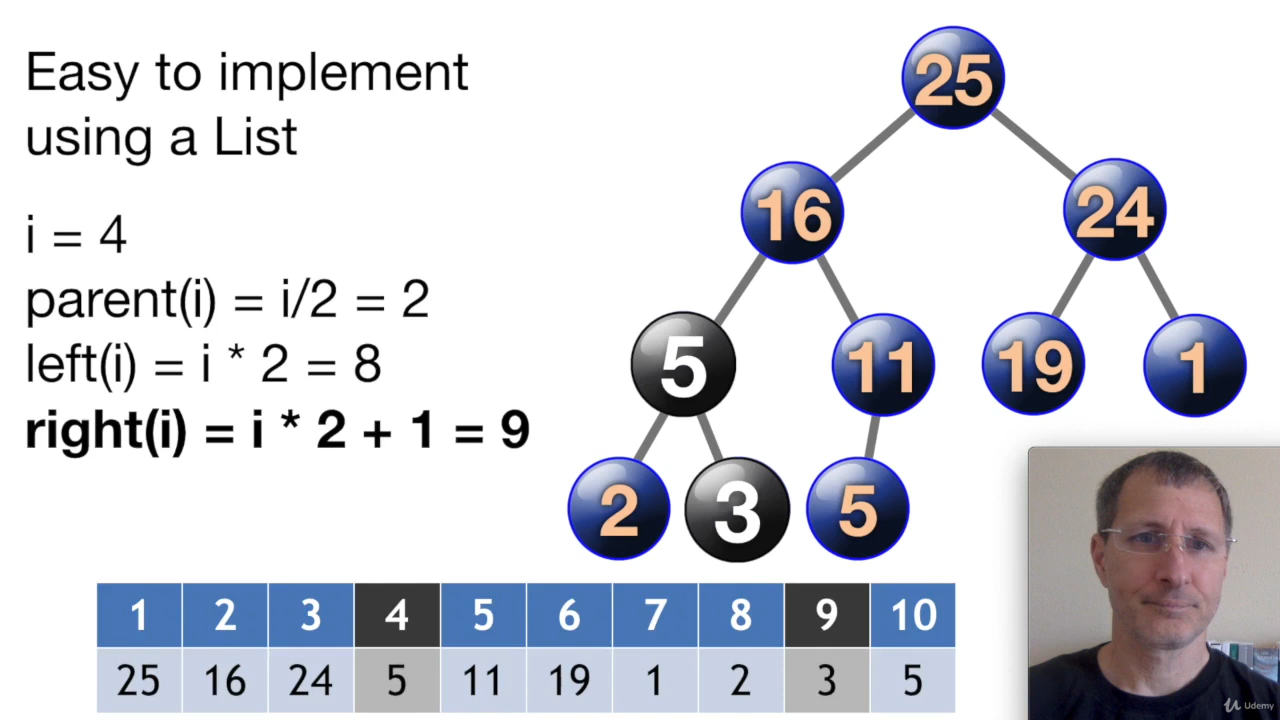 Easy to implement
using a List
i = 4
parent(i) = i/2 = 2
left(i) = i * 2 = 8
right(i) = i * 2 + 1 = 9
25
16 24
5 11 19 1
2 3 5
1 2 3 4 5 6 7 8 9 10
25 16 24 5 11 19 1 2 3 5
Udemy